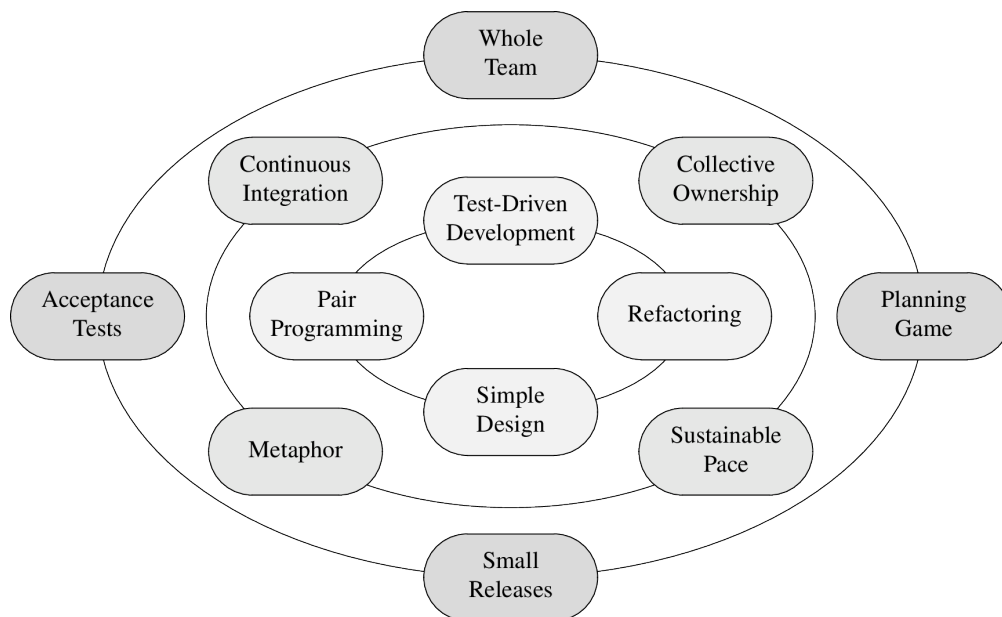 Whole
Team
Continuous
Integration
Collective
Ownership
Test-Driven
Development
Acceptance
Tests
Pair
Programming
Refactoring
Planning
Game
Simple
Design
Metaphor
Sustainable
Pace
Small
Releases